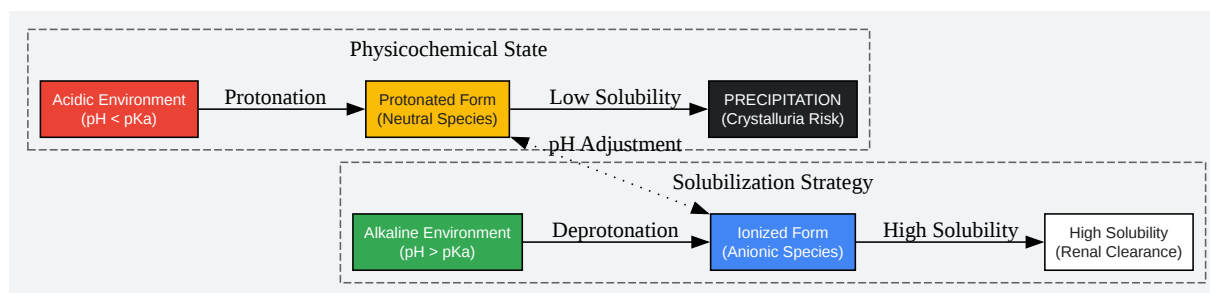 Physicochemical State
Acidic Environment
(pH < pKa)
Protonation
Protonated Form
(Neutral Species)
Low Solubility
PRECIPITATION
(Crystalluria Risk)
pH Adjustment
Solubilization Strategy
Alkaline Environment
(pH > pKa)
Deprotonation
Ionized Form
(Anionic Species)
High Solubility
High Solubility
(Renal Clearance)